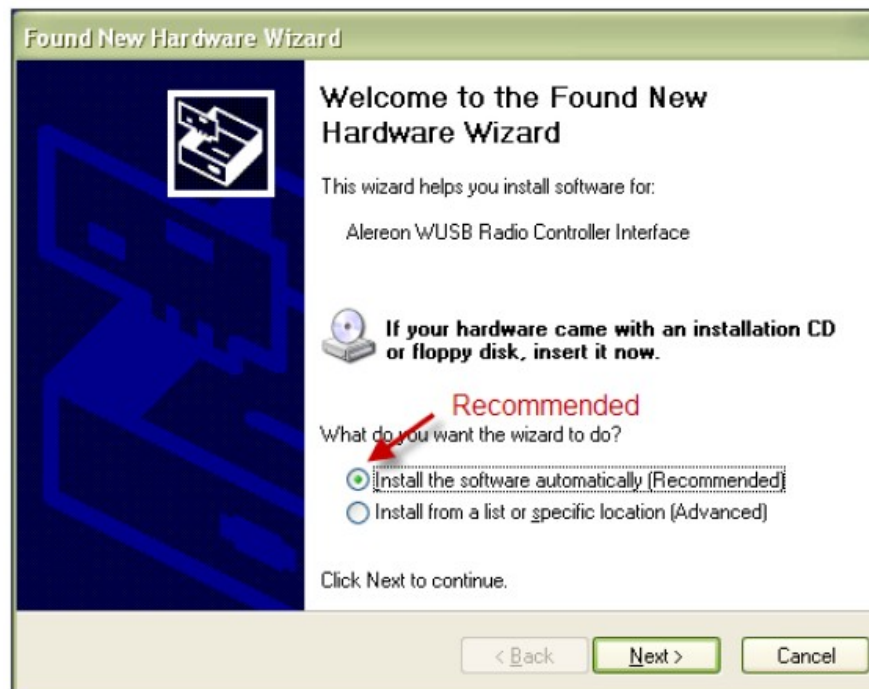 Found New Hardware Wizard
Welcome to the Found New
Hardware Wizard
This wizard helps you install software for:
Alereon WUSB Radio Controller Interface
If your hardware came with an installation CD
or floppy disk, insert it now.
Recommended
What do you want the wizard to do?
Install the software automatically (Recommended)
Install from a list or specific location (Advanced)
Click Next to continue.
< Back
Next >
Cancel